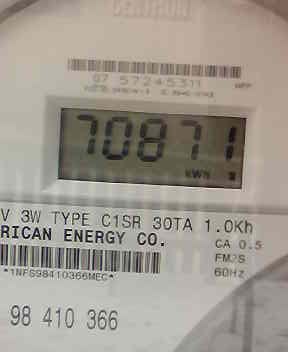 CENTRON
07 57245311
70871
KWH
V 3W TYPE C1SR 30TA 1.0Kh
RICAN ENERGY CO.
CA 0.5
FM2S
*1NFS98410366MEC*
60Hz
98 410 366